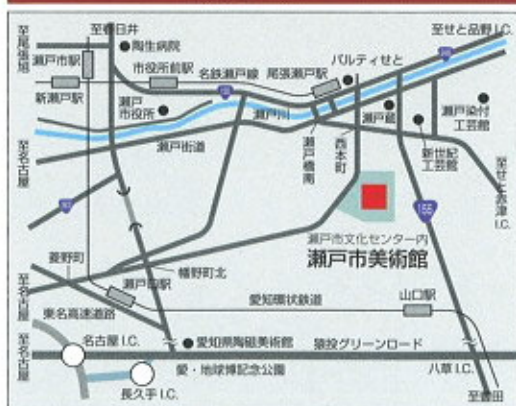 至春日井
至せと品野I.C.
至尾張旭
陶生病院
瀬戸市駅
市役所前駅
名鉄瀬戸線
尾張瀬戸駅
パルティせと
新瀬戸駅
瀬戸市役所
瀬戸川
瀬戸蔵
瀬戸染付工芸館
至名古屋
瀬戸街道
瀬戸橋南
西本町
新世紀工芸館
至せと赤津I.C.
155
瀬戸市文化センター内
瀬戸市美術館
菱野町
幡野町北
瀬戸口駅
至名古屋
東名高速道路
愛知環状鉄道
山口駅
名古屋I.C.
愛知県陶磁美術館
猿投グリーンロード
至名古屋
愛・地球博記念公園
八草I.C.
長久手I.C.
至豊田